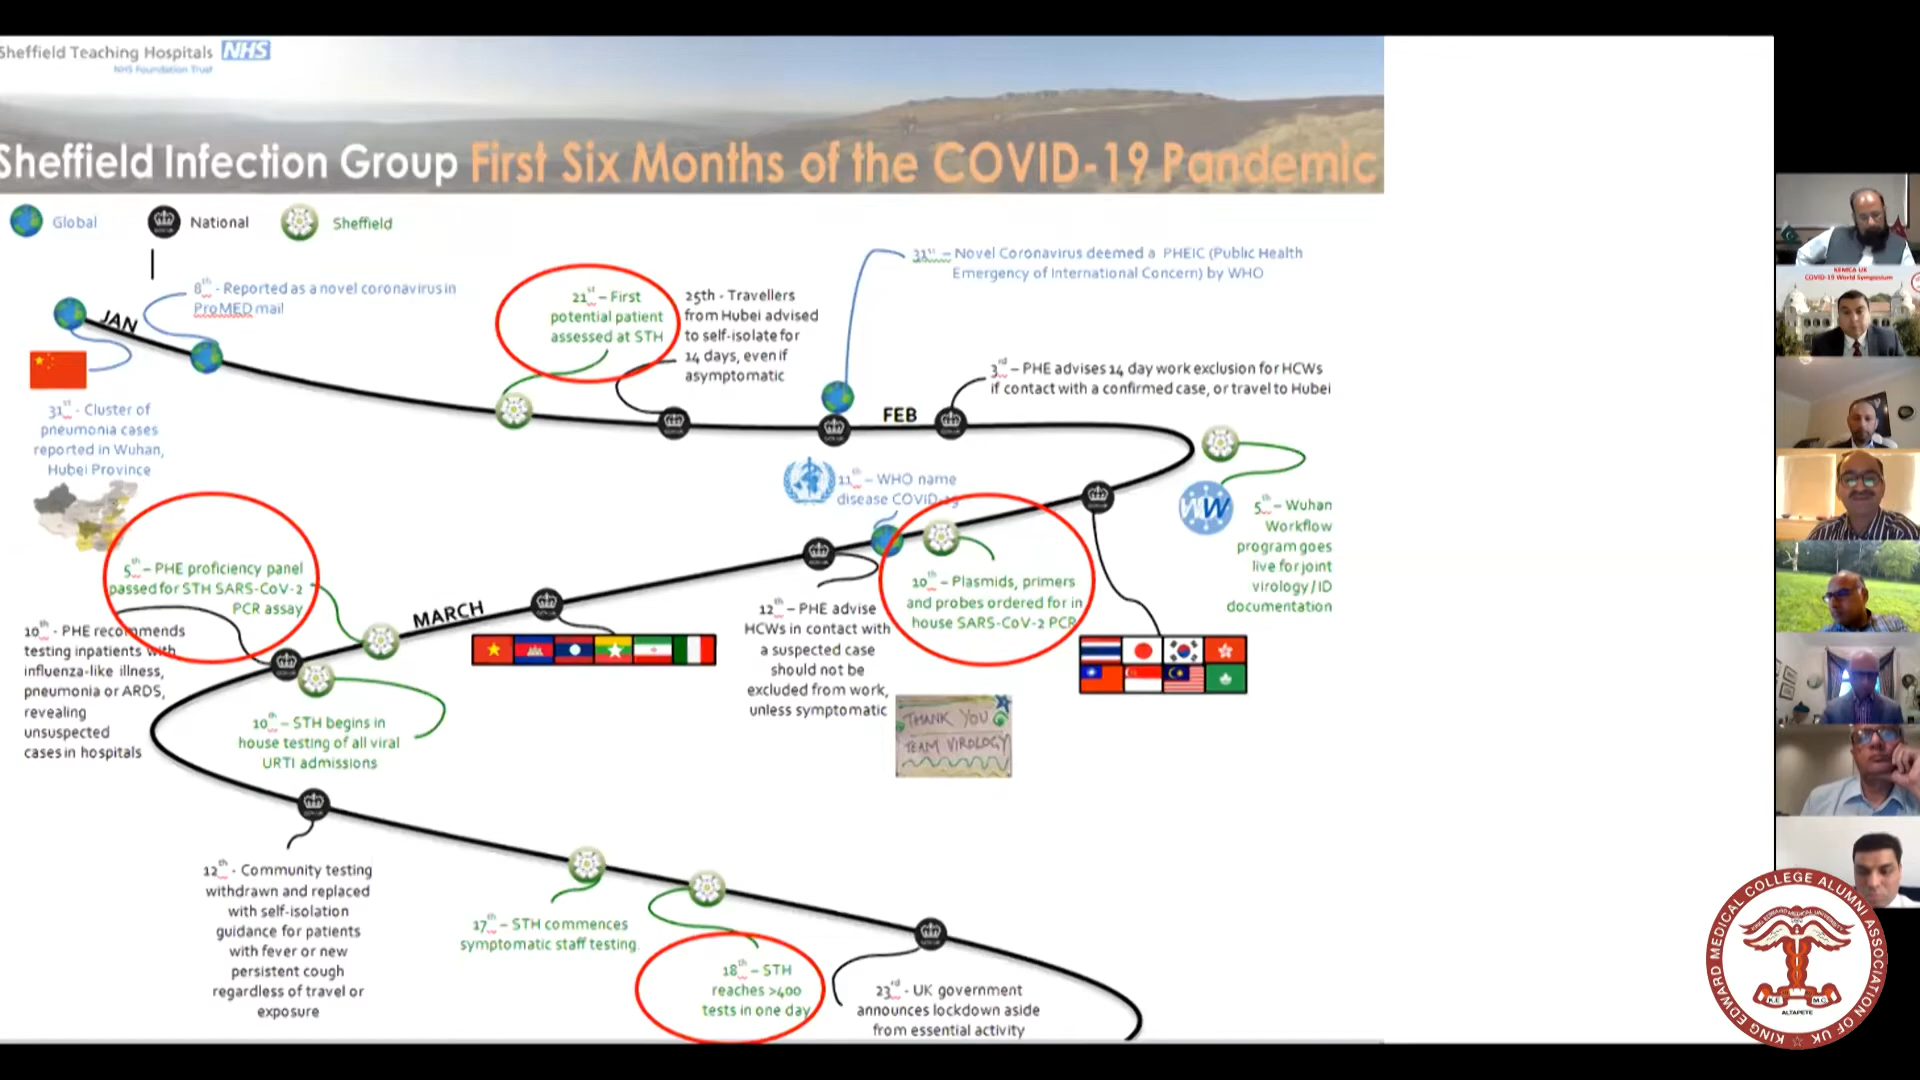 Sheffield Teaching Hospitals NHS
NHS Foundation Trust
Sheffield Infection Group First Six Months of the COVID-19 Pandemic
Global
National
Sheffield
JAN
8th - Reported as a novel coronavirus in
ProMED mail
31st - Cluster of
pneumonia cases
reported in Wuhan,
Hubei Province
21st – First
potential patient
assessed at STH
25th - Travellers
from Hubei advised
to self-isolate for
14 days, even if
asymptomatic
31st – Novel Coronavirus deemed a PHEIC (Public Health
Emergency of International Concern) by WHO
FEB
3rd – PHE advises 14 day work exclusion for HCWs
if contact with a confirmed case, or travel to Hubei
WW
5th – Wuhan
Workflow
program goes
live for joint
virology/ID
documentation
11th – WHO name
disease COVID-19
10th – Plasmids, primers
and probes ordered for in
house SARS-CoV-2 PCR
12th – PHE advise
HCWs in contact with
a suspected case
should not be
excluded from work,
unless symptomatic
THANK YOU
TEAM VIROLOGY
MARCH
5th – PHE proficiency panel
passed for STH SARS-CoV-2
PCR assay
10th - PHE recommends
testing inpatients with
influenza-like illness,
pneumonia or ARDS,
revealing
unsuspected
cases in hospitals
10th – STH begins in
house testing of all viral
URTI admissions
12th - Community testing
withdrawn and replaced
with self-isolation
guidance for patients
with fever or new
persistent cough
regardless of travel or
exposure
17th – STH commences
symptomatic staff testing
18th – STH
reaches >400
tests in one day
23rd - UK government
announces lockdown aside
from essential activity
KEMCA UK
COVID-19 World Symposium
KING EDWARD MEDICAL COLLEGE ALUMNI ASSOCIATION OF UK
KING EDWARD MEDICAL UNIVERSITY
K.E.
M.C.
ALTAPETE